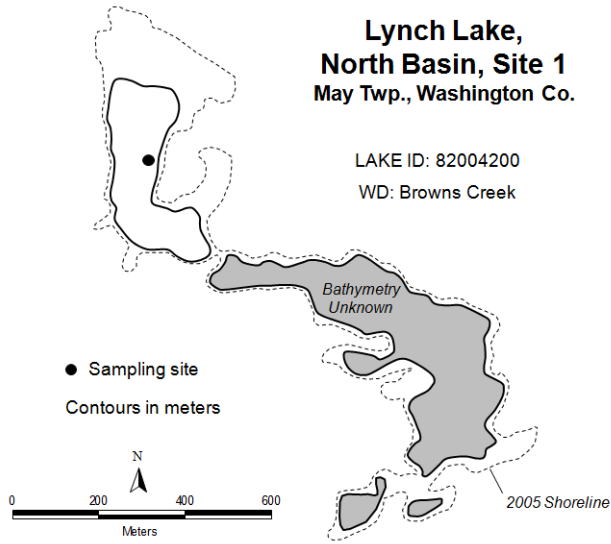 Lynch Lake,
North Basin, Site 1
May Twp., Washington Co.
LAKE ID: 82004200
WD: Browns Creek
Bathymetry
Unknown
Sampling site
Contours in meters
N
0 200 400 600
Meters
2005 Shoreline